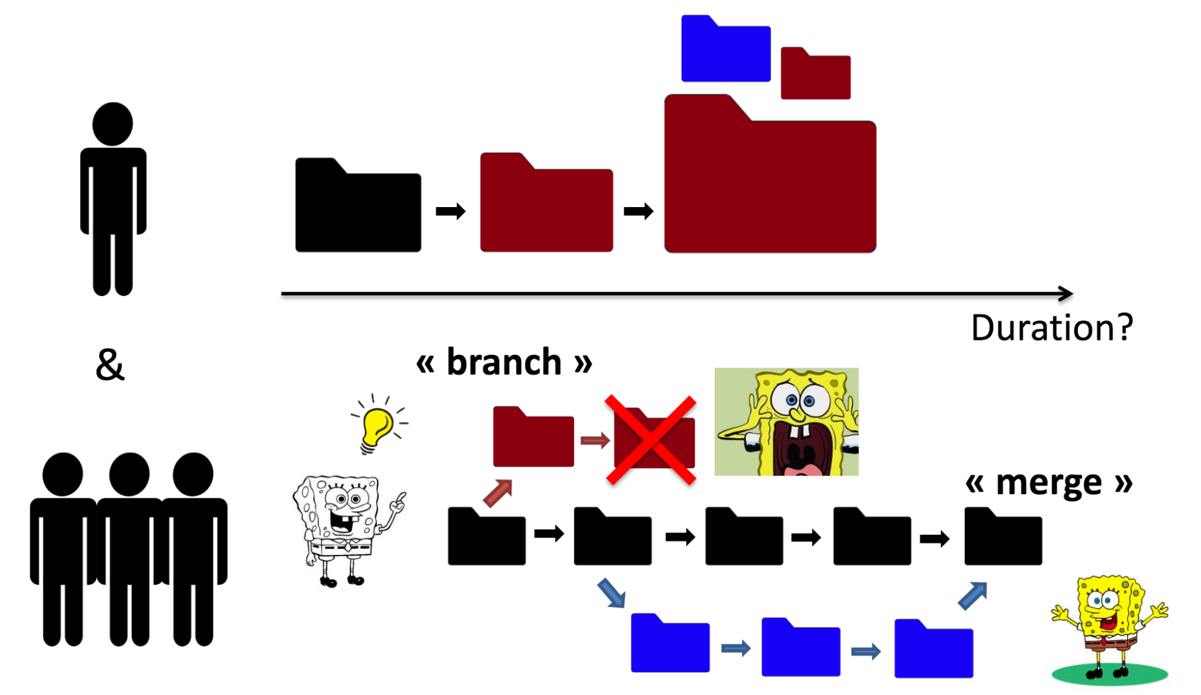 Duration?
&
« branch »
« merge »